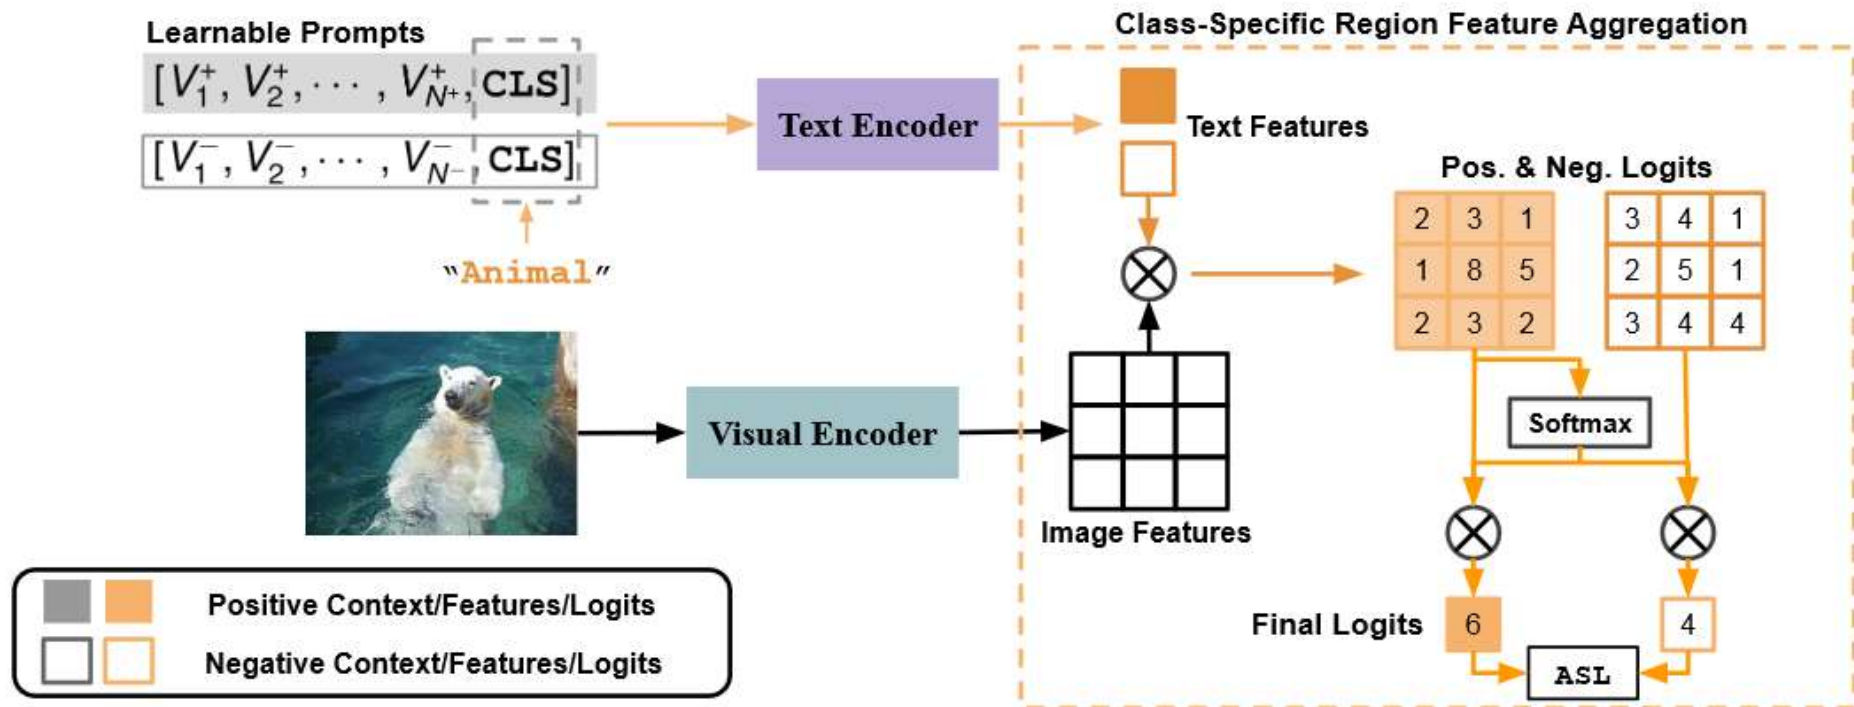 Class-Specific Region Feature Aggregation
Learnable Prompts
[V₁⁺, V₂⁺, ⋯ , V_N⁺⁺, CLS]
[V₁⁻, V₂⁻, ⋯ , V_N⁻⁻, CLS]
"Animal"
Text Encoder
Text Features
Pos. & Neg. Logits
2 3 1
1 8 5
2 3 2
3 4 1
2 5 1
3 4 4
Softmax
Visual Encoder
Image Features
Final Logits
6
4
ASL
Positive Context/Features/Logits
Negative Context/Features/Logits